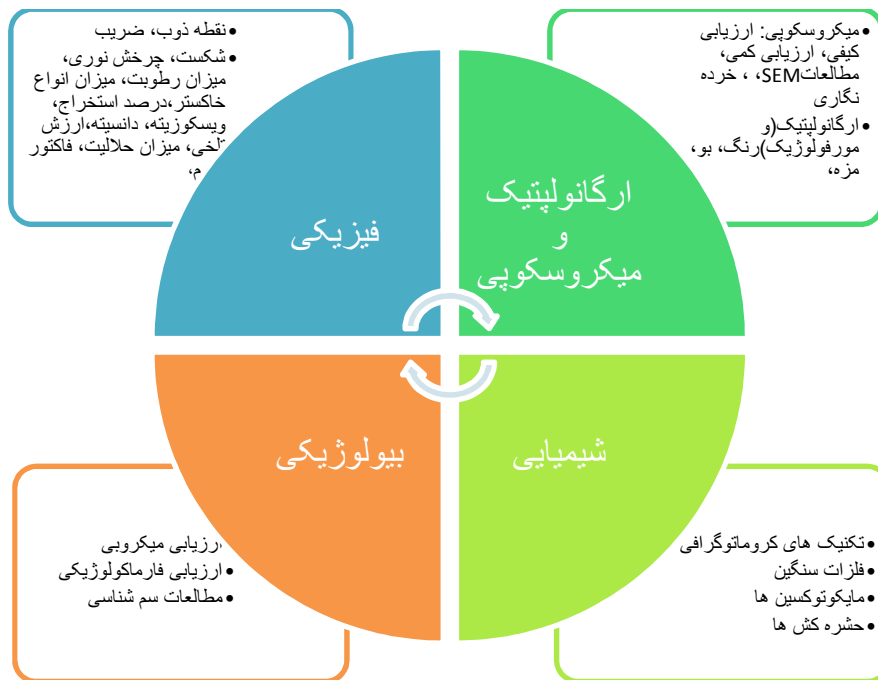 •میکروسکوپی: ارزیابی
کیفی، ارزیابی کمی،
مطالعاتSEM، ، خرده
نگاری
•ارگانولپتیک(و
مورفولوژیک)رنگ، بو،
مزه،
•نقطه ذوب، ضریب
•شکست، چرخش نوری،
میزان رطوبت، میزان انواع
خاکستر،درصد استخراج،
ویسکوزیته، دانسیته،ارزش
تلخی، میزان حلالیت، فاکتور
ارگانولپتیک
و
میکروسکوپی
فیزیکی
شیمیایی
بیولوژیکی
•تکنیک های کروماتوگرافی
•فلزات سنگین
•مایکوتوکسین ها
•حشره کش ها
ارزیابی میکروبی
•ارزیابی فارماکولوژیکی
•مطالعات سم شناسی